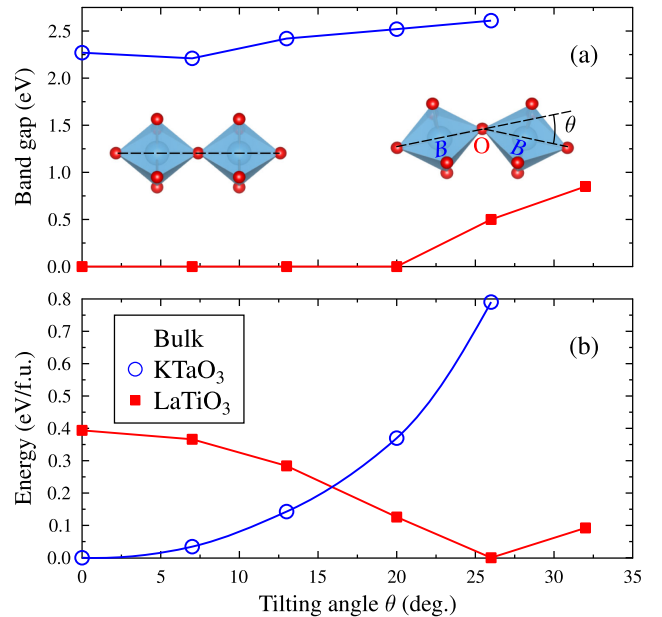 2.5
2.0
1.5
1.0
0.5
0.0
Band gap (eV)
(a)
B
O
B
θ
0.8
0.7
0.6
0.5
0.4
0.3
0.2
0.1
0.0
Energy (eV/f.u.)
(b)
Bulk
KTaO₃
LaTiO₃
0 5 10 15 20 25 30 35
Tilting angle θ (deg.)